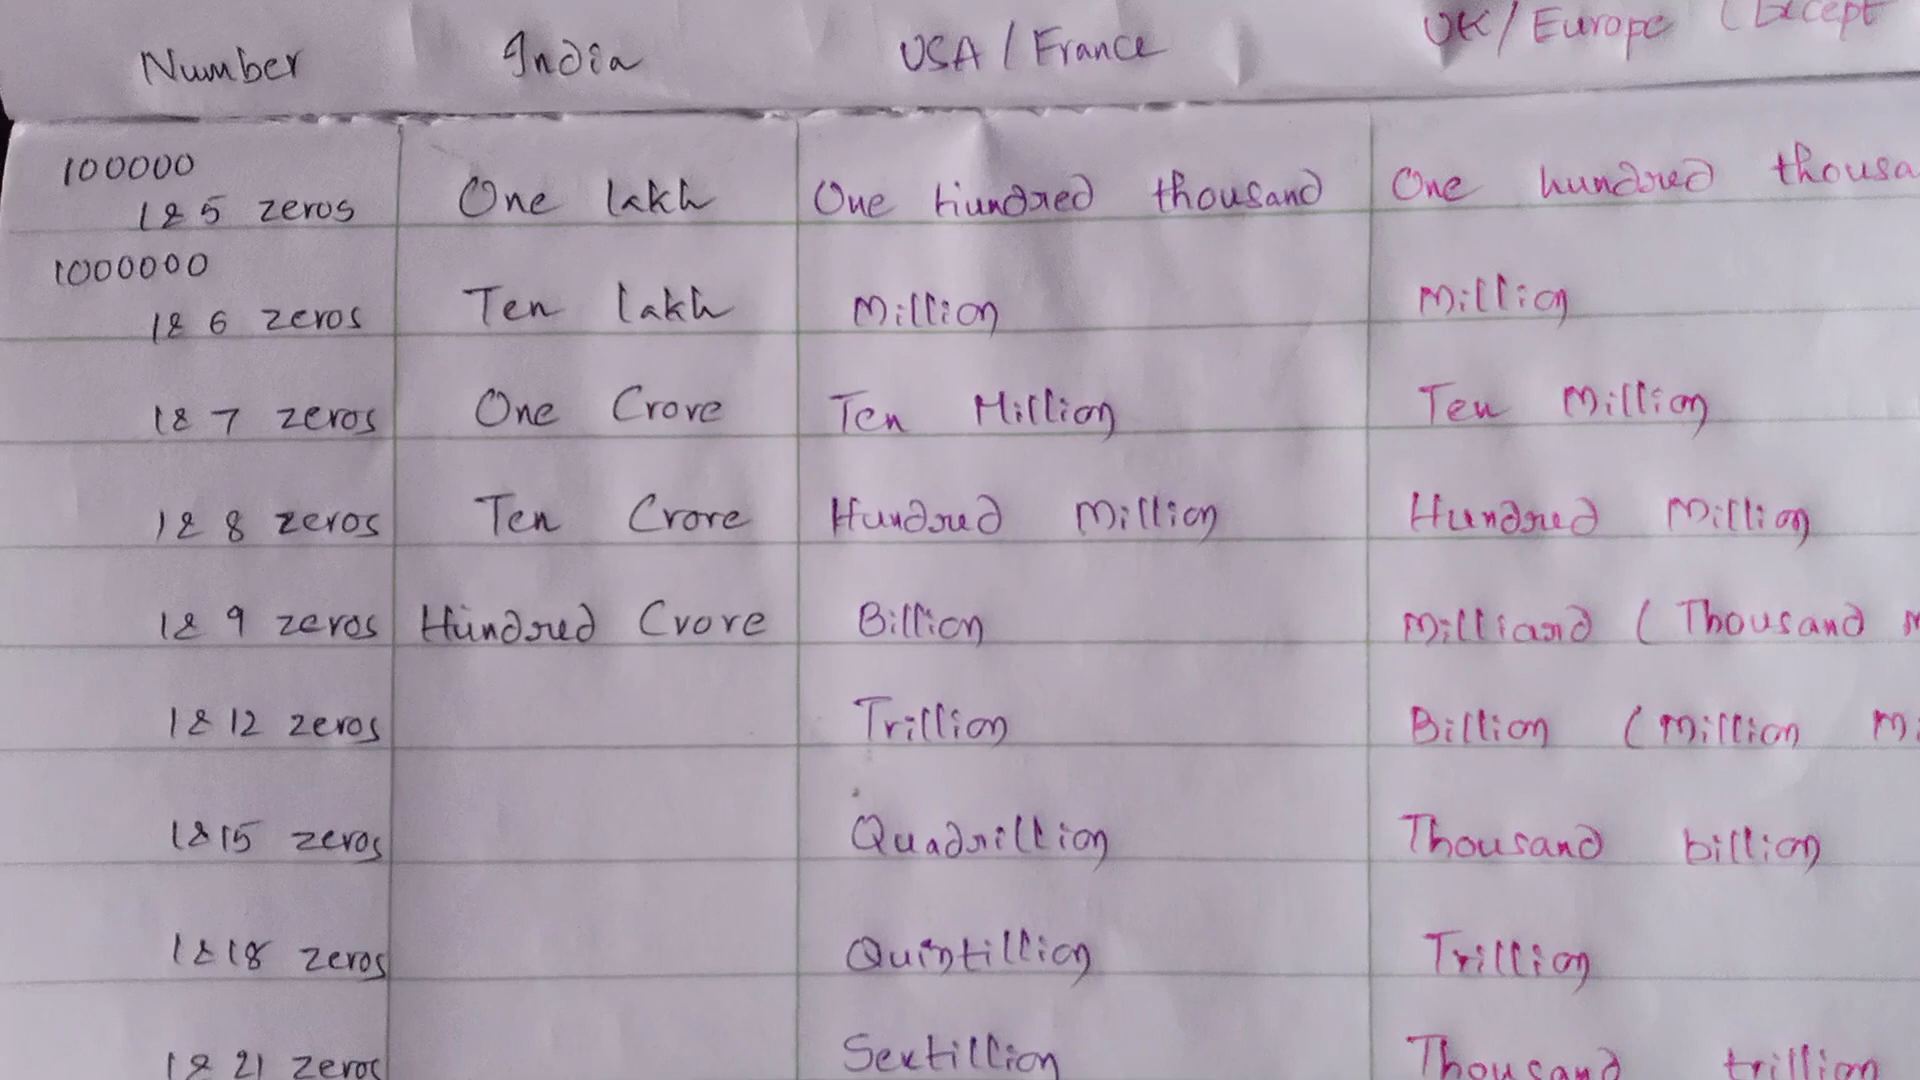 Number India USA / France UK / Europe (Except
100000
1 & 5 zeros One lakh One hundred thousand One hundred thousa
1000000
1 & 6 zeros Ten lakh Million Million
1 & 7 zeros One Crore Ten Million Ten Million
1 & 8 zeros Ten Crore Hundred Million Hundred Million
1 & 9 zeros Hundred Crore Billion Milliard (Thousand
1 & 12 zeros Trillion Billion (Million Mi
1 & 15 zeros Quadrillion Thousand billion
1 & 18 zeros Quintillion Trillion
1 & 21 zeros Sextillion Thousand trillion